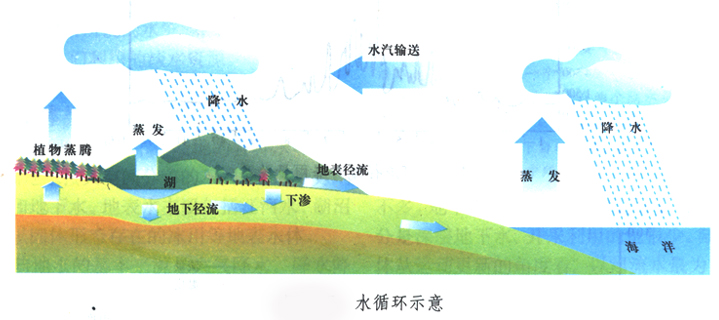 水汽输送
降 水
降 水
蒸 发
植物蒸腾
地表径流
蒸 发
湖
下渗
地下径流
海 洋
水循环示意